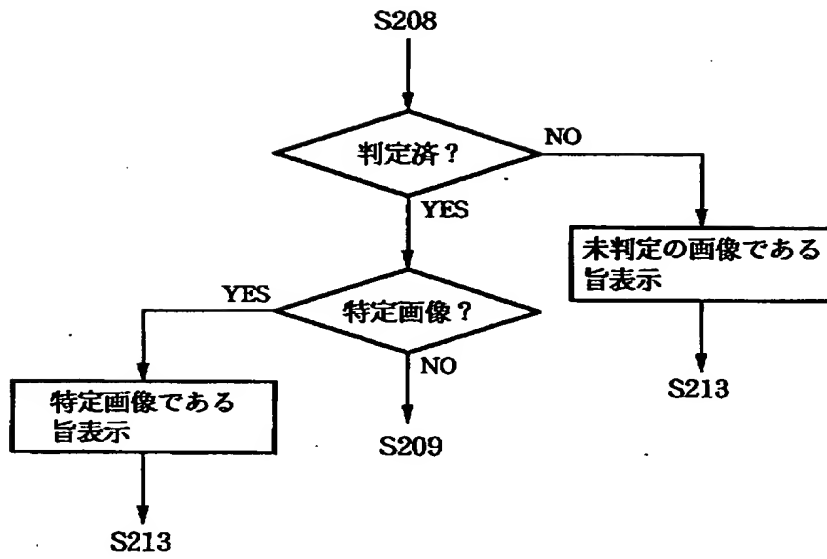 S208
判定済？
NO
YES
未判定の画像である
旨表示
YES
特定画像？
NO
S213
特定画像である
旨表示
S209
S213